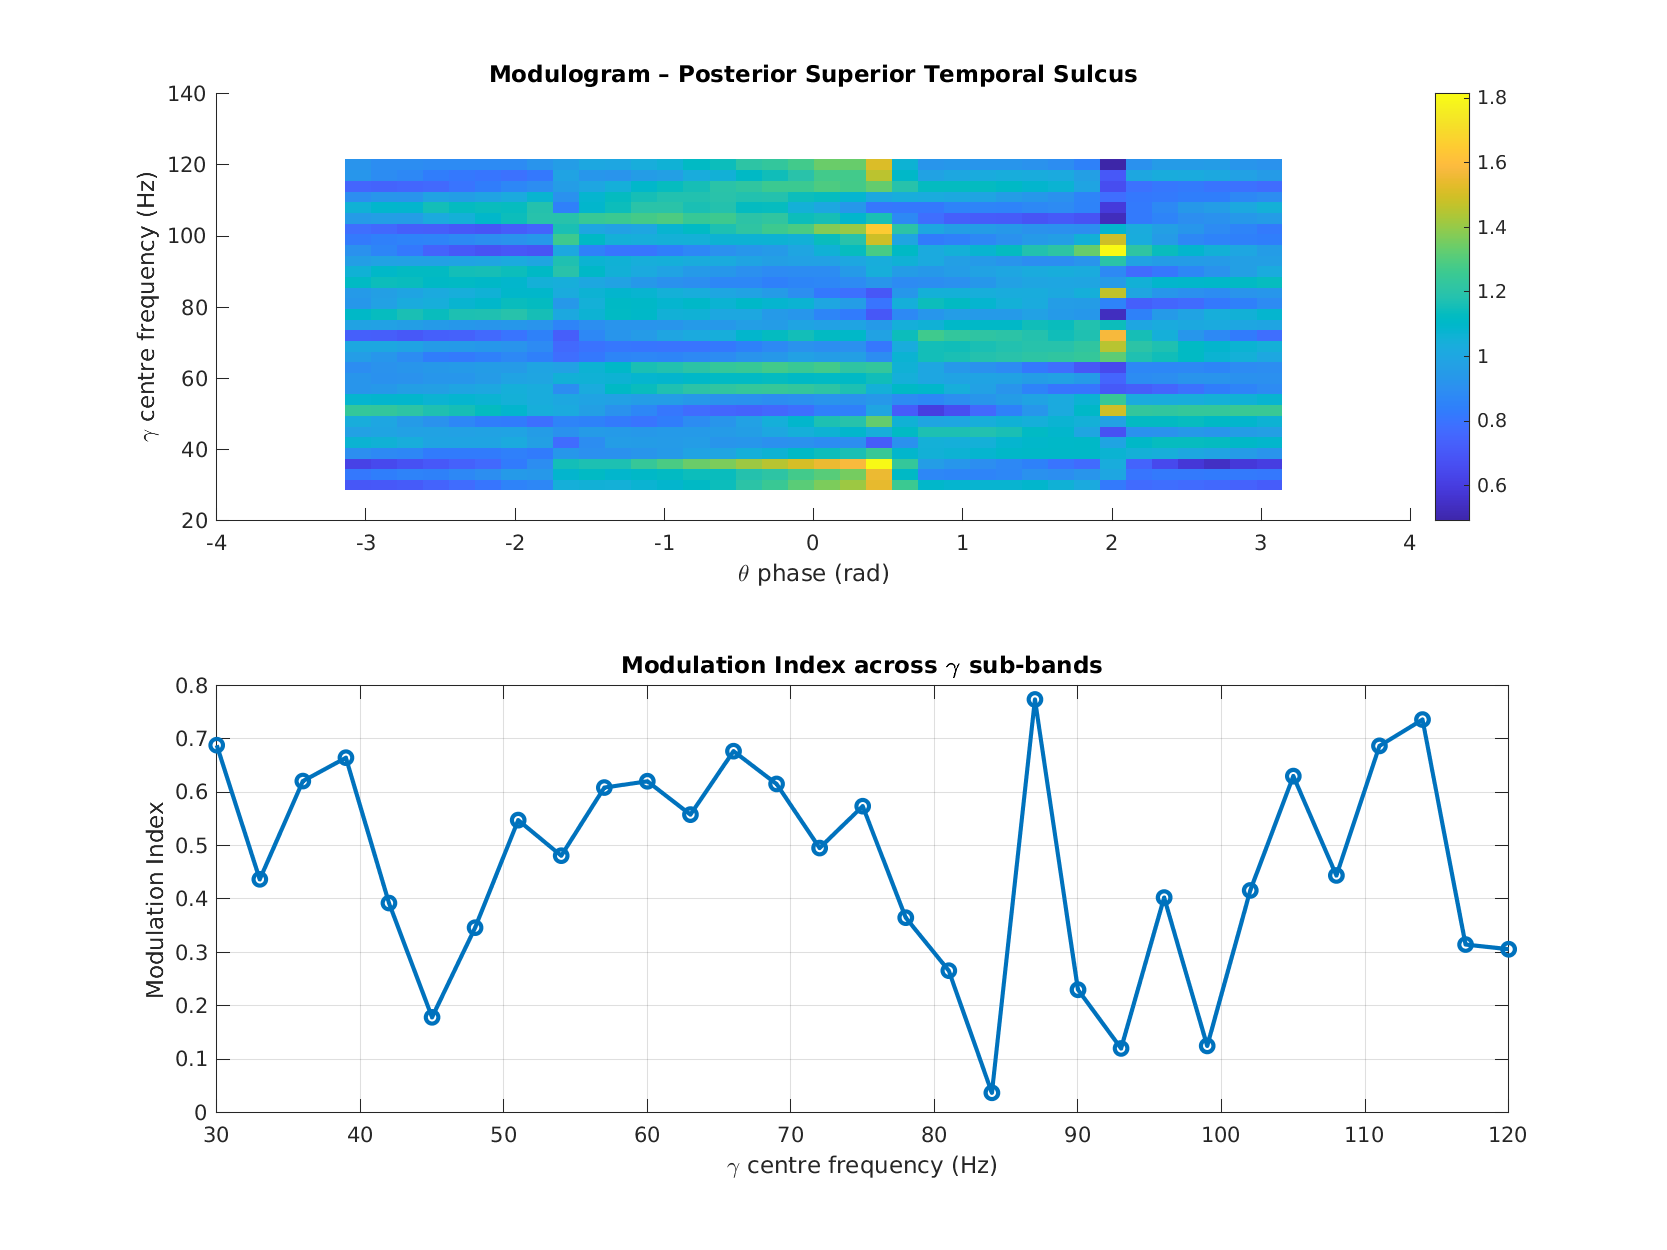 Modulogram – Posterior Superior Temporal Sulcus
140
120
100
80
60
40
20
γ centre frequency (Hz)
-4 -3 -2 -1 0 1 2 3 4
θ phase (rad)
1.8
1.6
1.4
1.2
1
0.8
0.6
Modulation Index across γ sub-bands
0.8
0.7
0.6
0.5
0.4
0.3
0.2
0.1
0
Modulation Index
30 40 50 60 70 80 90 100 110 120
γ centre frequency (Hz)